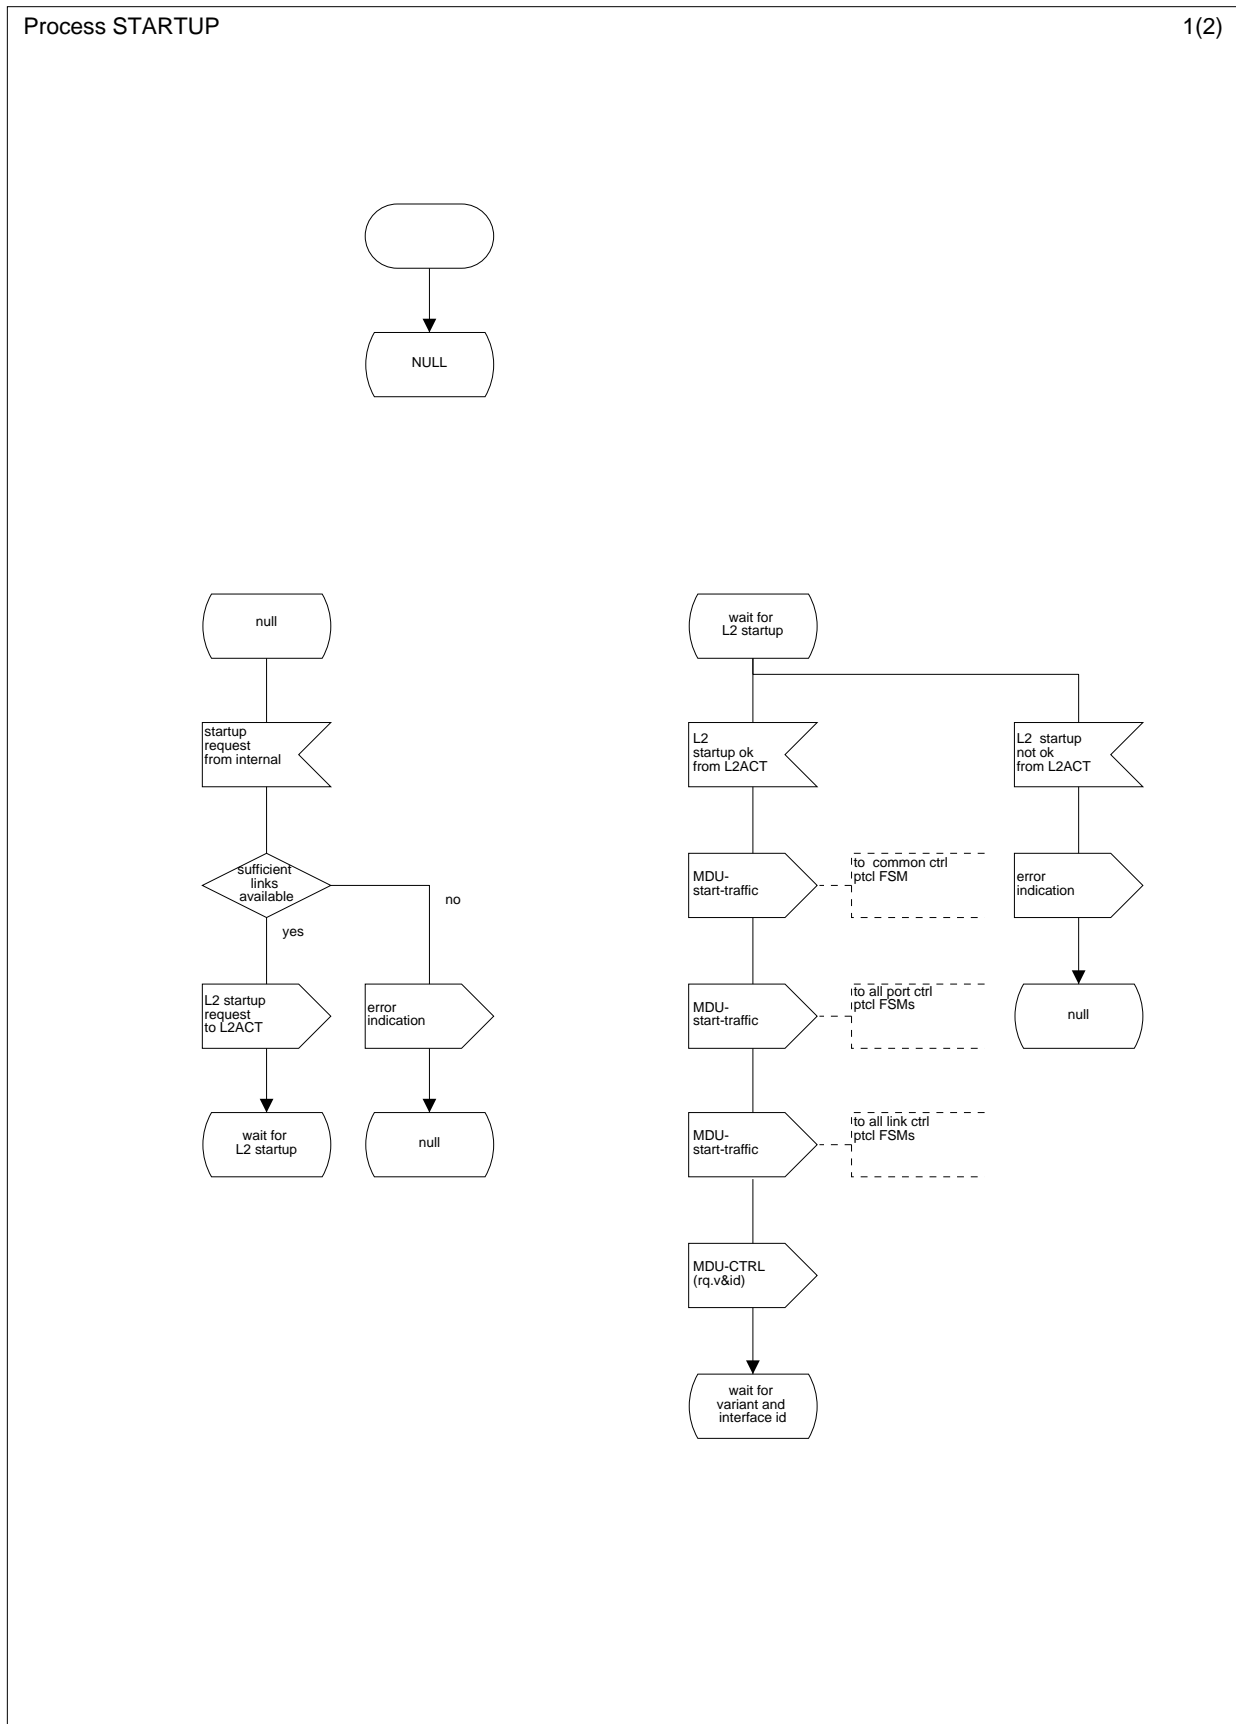 Process STARTUP
1(2)
NULL
null
startup
request
from internal
sufficient
links
available
no
yes
L2 startup
request
to L2ACT
error
indication
wait for
L2 startup
null
wait for
L2 startup
L2
startup ok
from L2ACT
L2  startup
not ok
from L2ACT
MDU-
start-traffic
to  common ctrl
ptcl FSM
error
indication
MDU-
start-traffic
to all port ctrl
ptcl FSMs
null
MDU-
start-traffic
to all link ctrl
ptcl FSMs
MDU-CTRL
(rq.v&id)
wait for
variant and
interface id